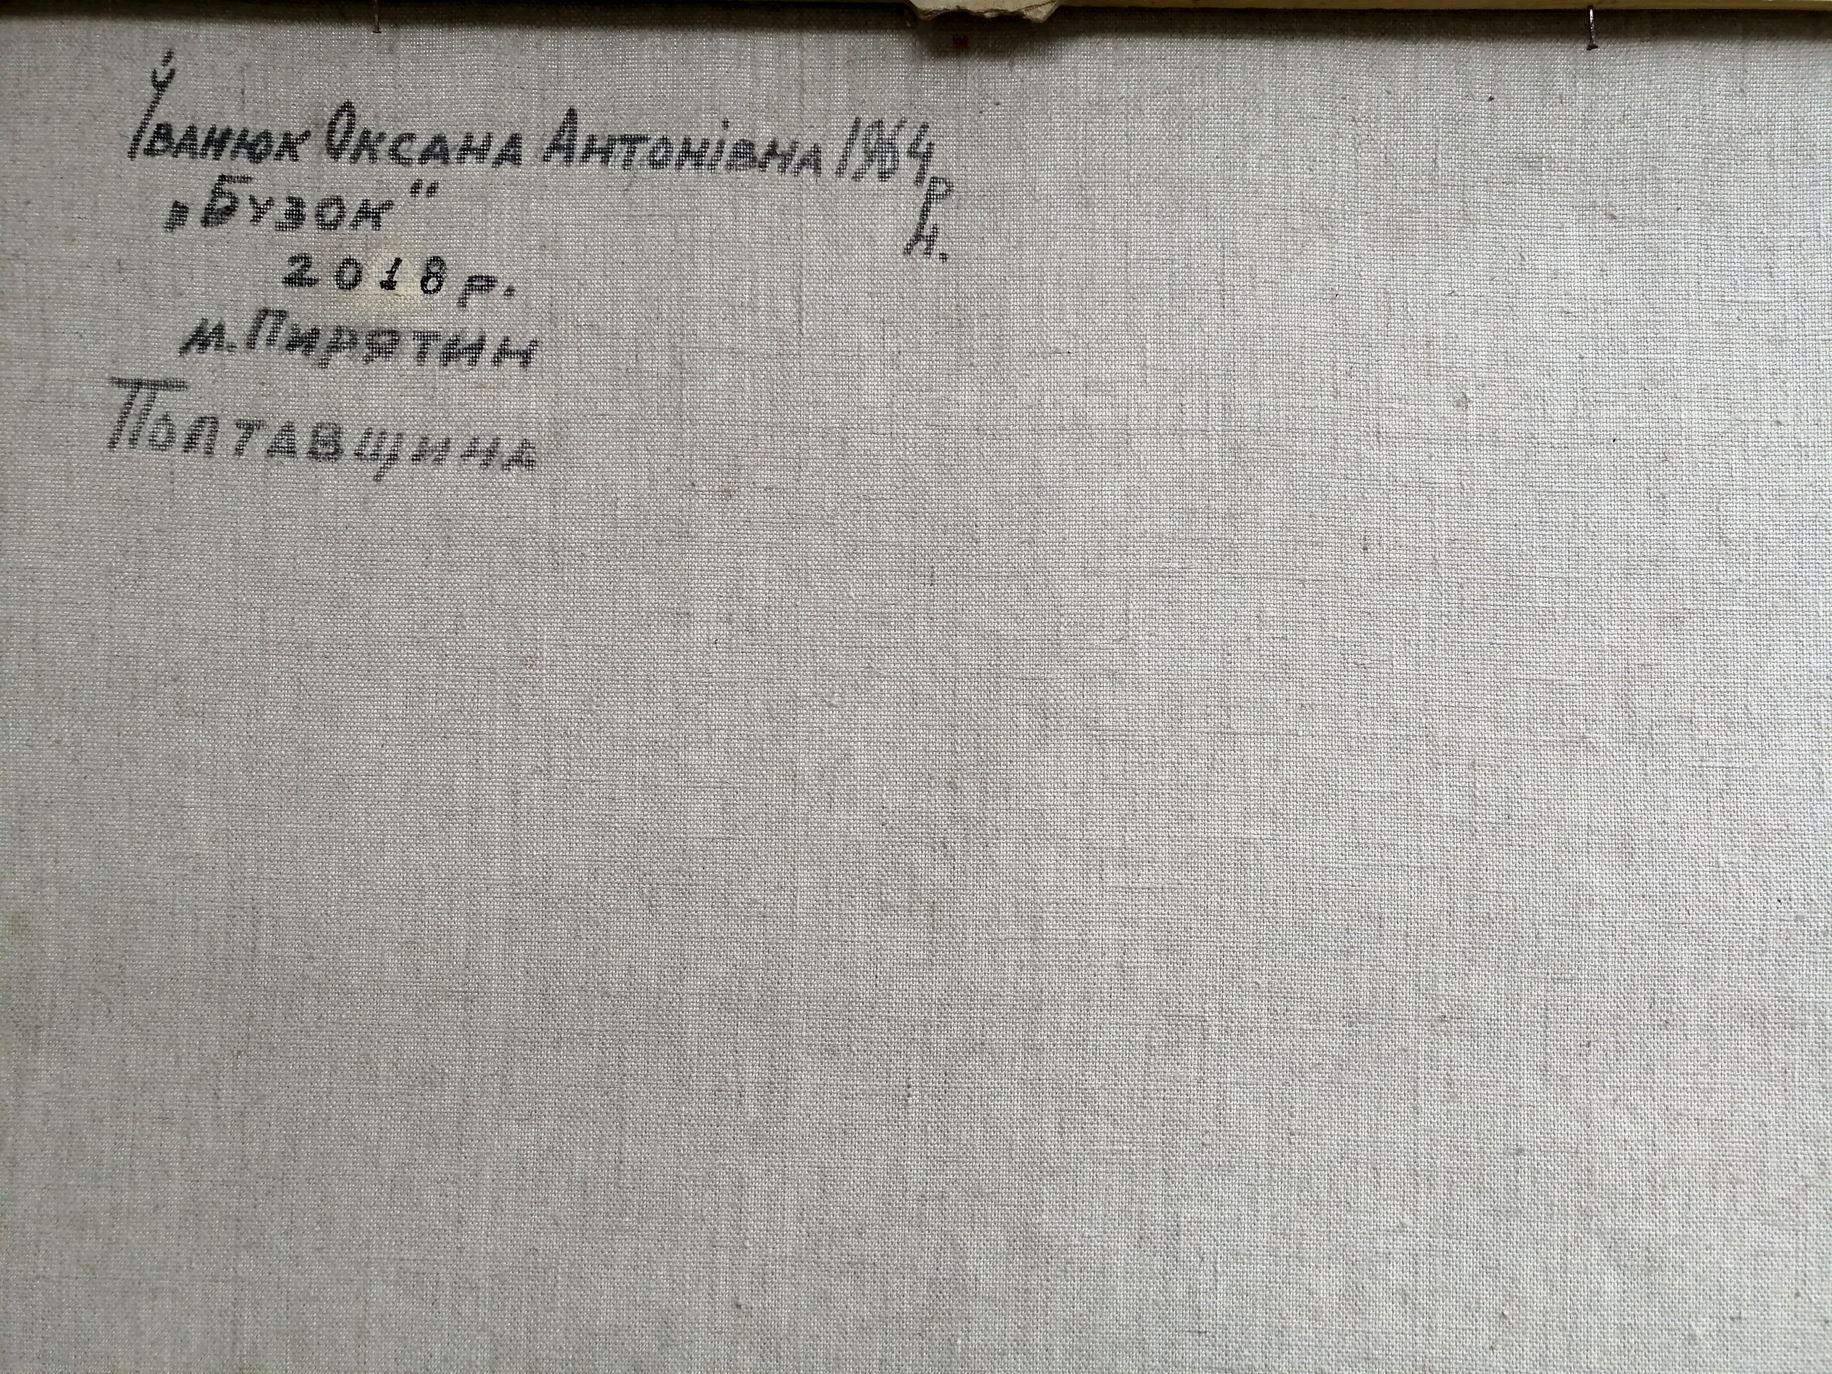 Іванюк Оксана Антонівна 1964 р.н.
„Бузок"
2018 р.
м. Пирятин
Полтавщина